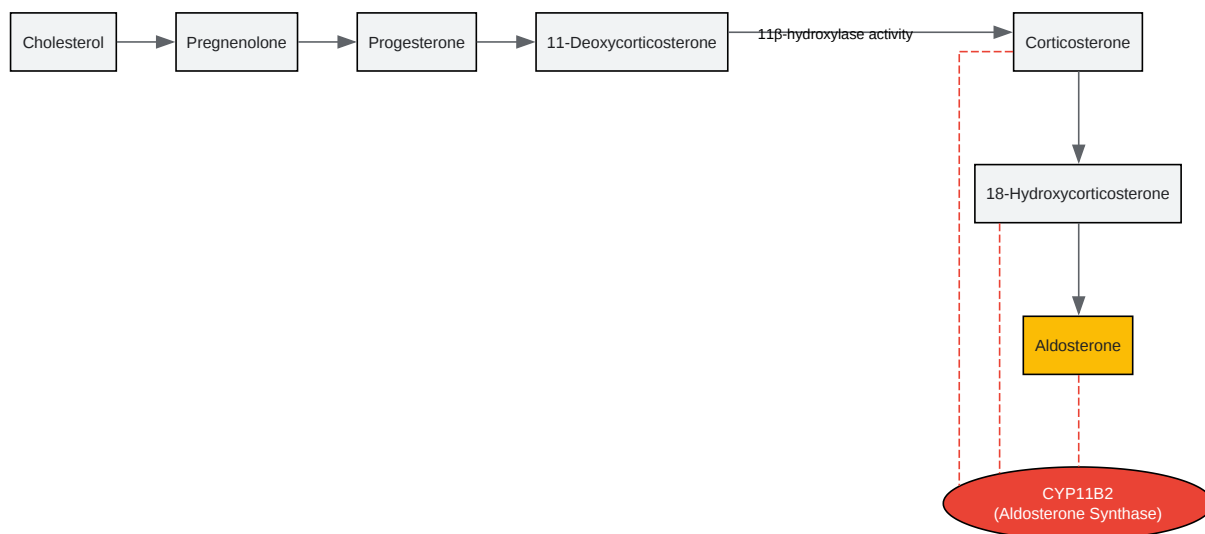 Cholesterol
Pregnenolone
Progesterone
11-Deoxycorticosterone
11β-hydroxylase activity
Corticosterone
18-Hydroxycorticosterone
Aldosterone
CYP11B2
(Aldosterone Synthase)